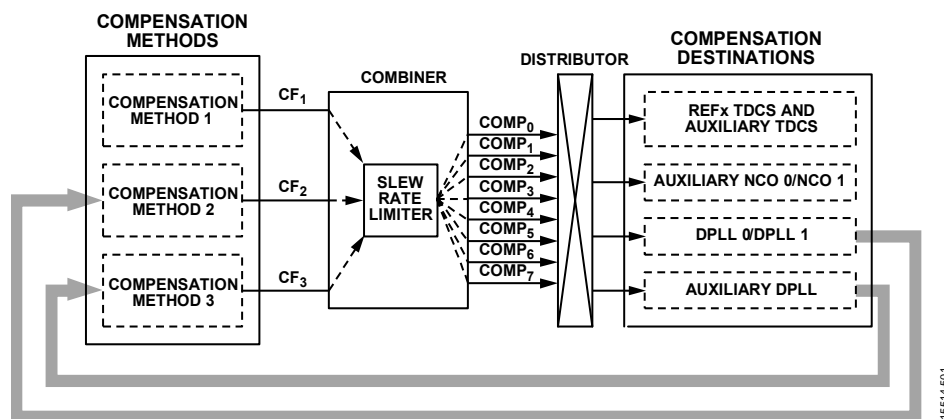 COMPENSATION
METHODS
COMPENSATION
METHOD 1
COMPENSATION
METHOD 2
COMPENSATION
METHOD 3
CF1
CF2
CF3
COMBINER
SLEW
RATE
LIMITER
COMP0
COMP1
COMP2
COMP3
COMP4
COMP5
COMP6
COMP7
DISTRIBUTOR
COMPENSATION
DESTINATIONS
REFx TDCS AND
AUXILIARY TDCS
AUXILIARY NCO 0/NCO 1
DPLL 0/DPLL 1
AUXILIARY DPLL